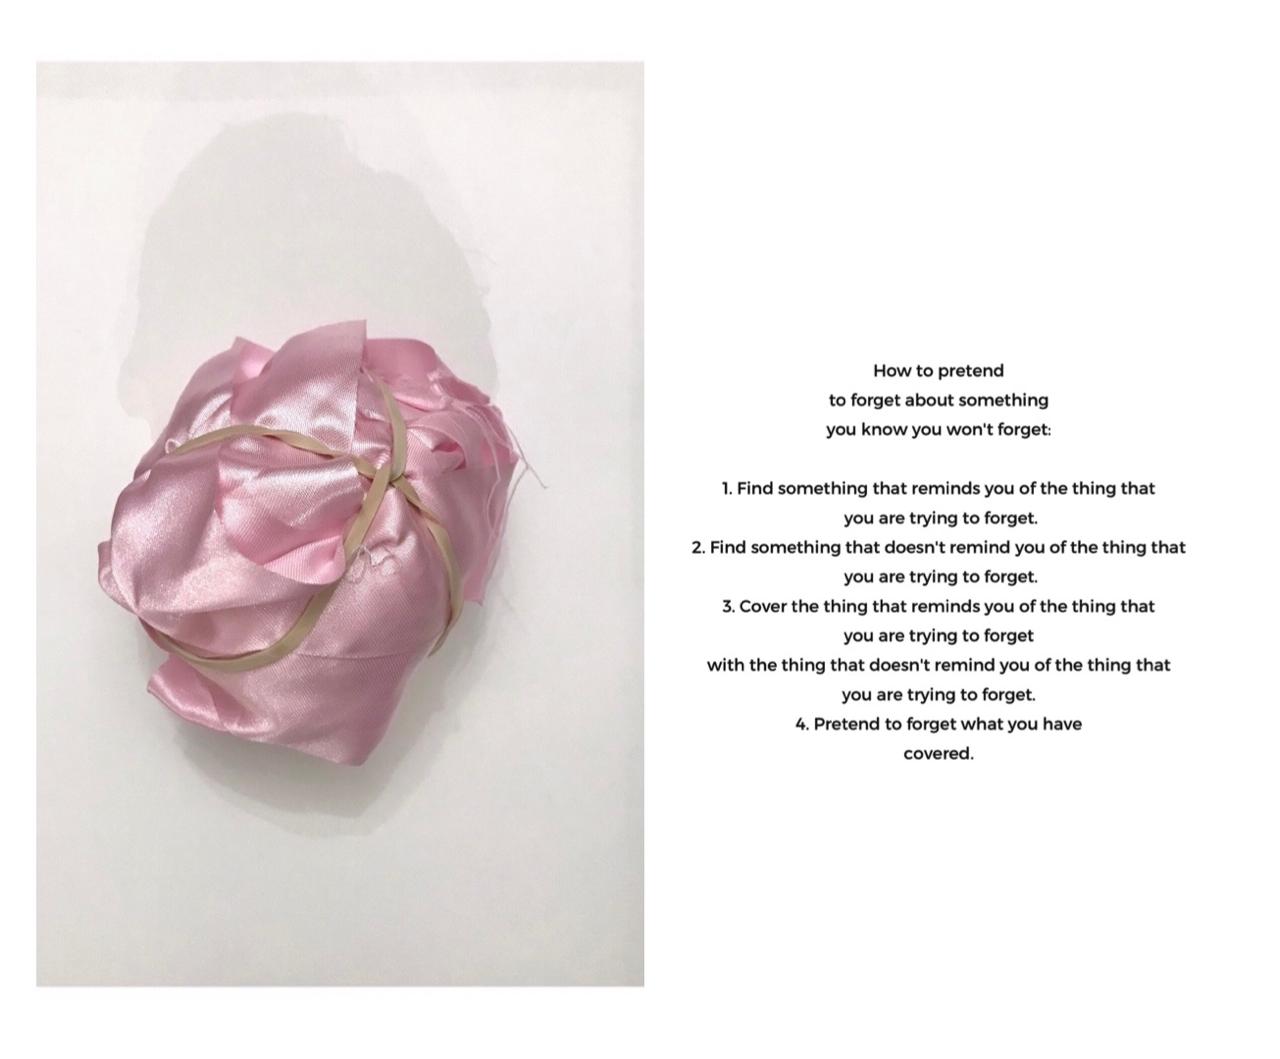 How to pretend
to forget about something
you know you won't forget:
1. Find something that reminds you of the thing that
you are trying to forget.
2. Find something that doesn't remind you of the thing that
you are trying to forget.
3. Cover the thing that reminds you of the thing that
you are trying to forget
with the thing that doesn't remind you of the thing that
you are trying to forget.
4. Pretend to forget what you have
covered.